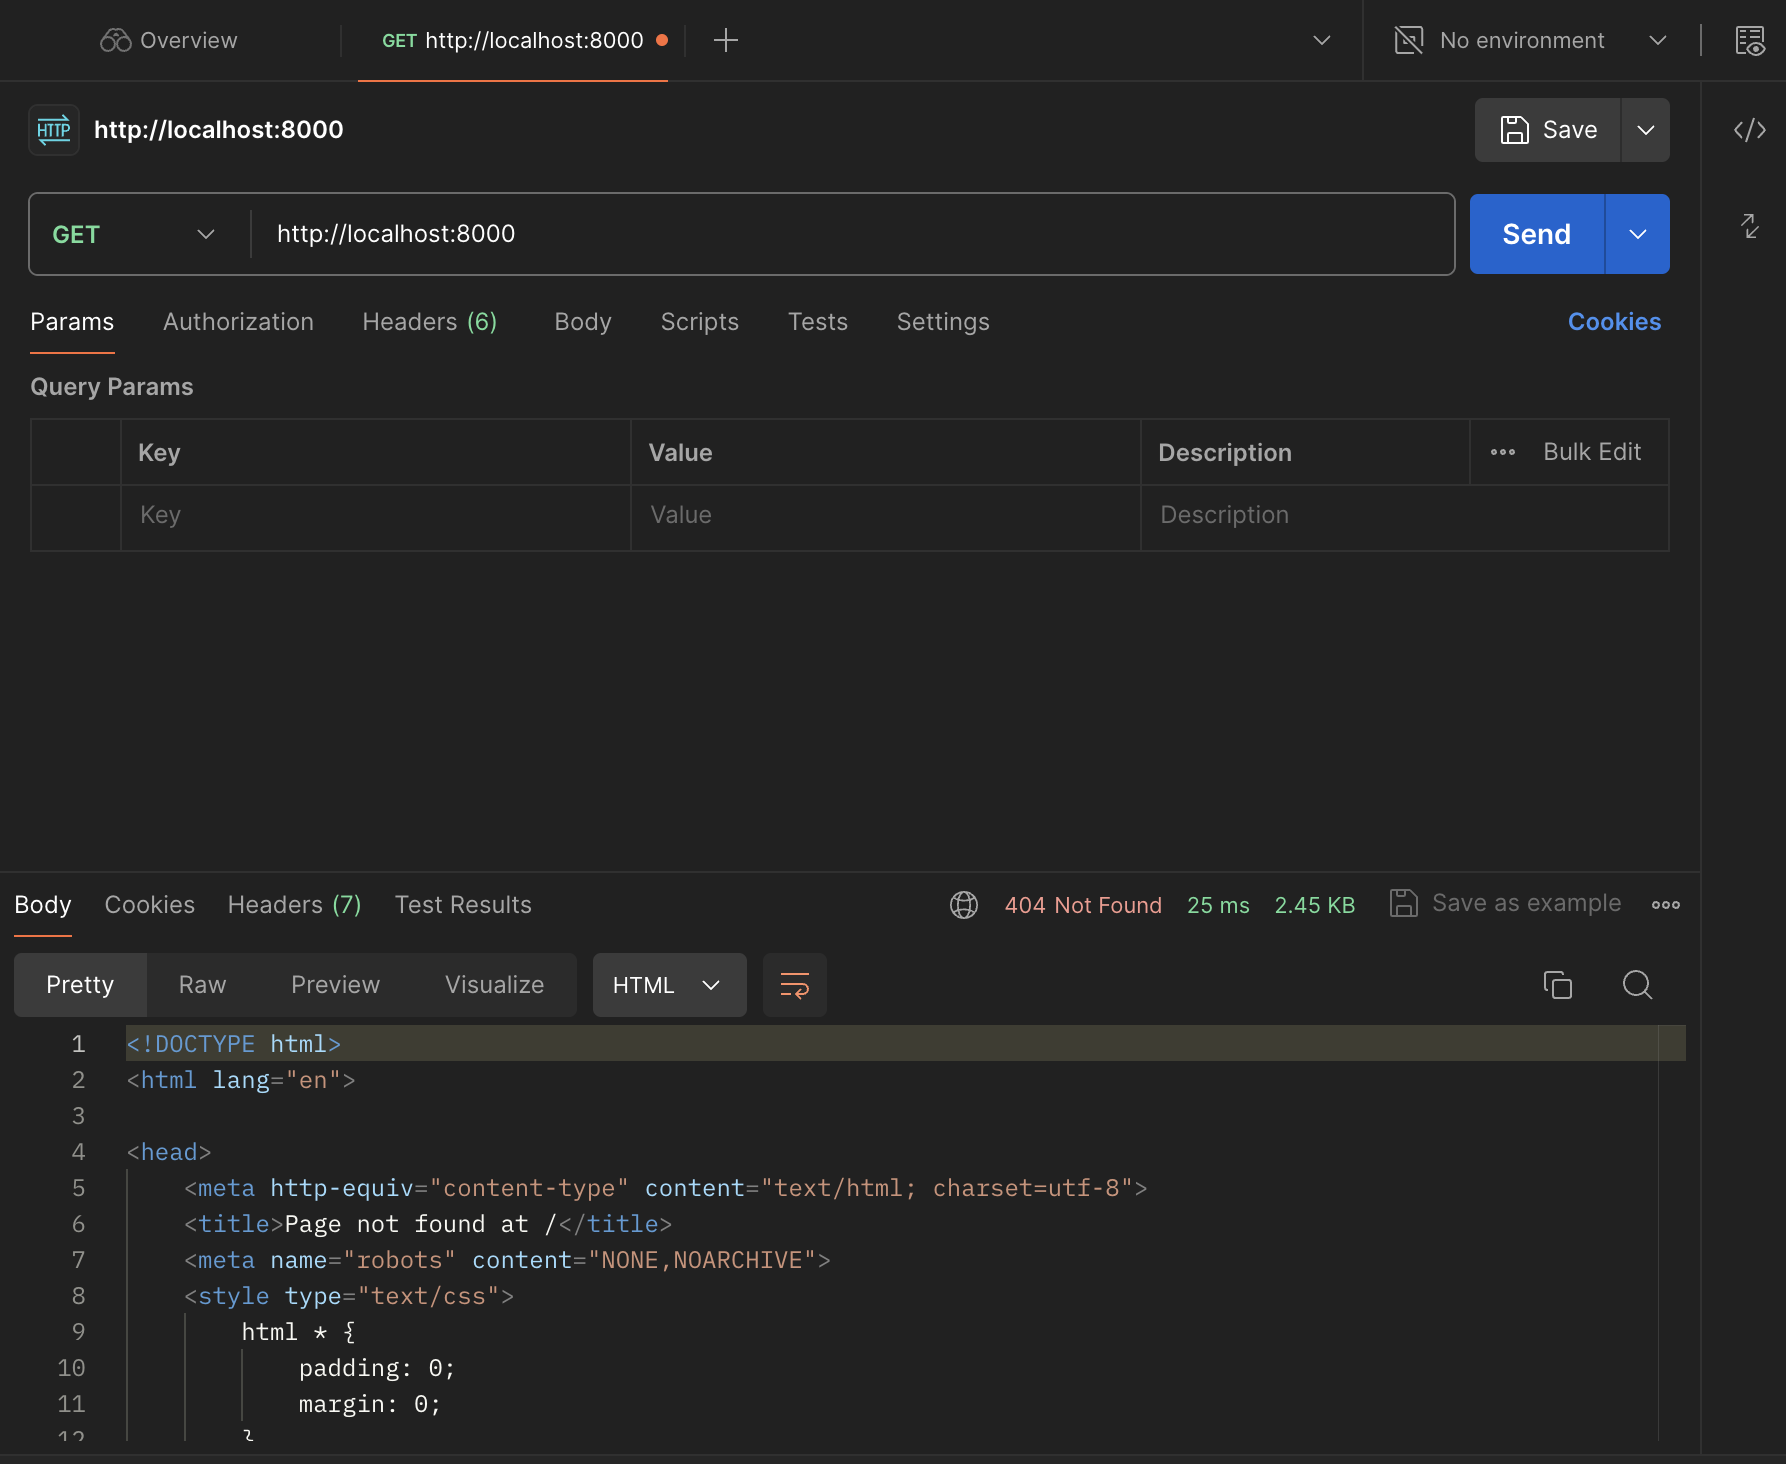 Overview
GET http://localhost:8000
No environment
HTTP http://localhost:8000
Save
GET http://localhost:8000
Send
Params Authorization Headers (6) Body Scripts Tests Settings Cookies
Query Params
Key Value Description Bulk Edit
Key Value Description
Body Cookies Headers (7) Test Results 404 Not Found 25 ms 2.45 KB Save as example
Pretty Raw Preview Visualize HTML
1 <!DOCTYPE html>
2 <html lang="en">
3
4 <head>
5 <meta http-equiv="content-type" content="text/html; charset=utf-8">
6 <title>Page not found at /</title>
7 <meta name="robots" content="NONE,NOARCHIVE">
8 <style type="text/css">
9 html * {
10 padding: 0;
11 margin: 0;
12 }